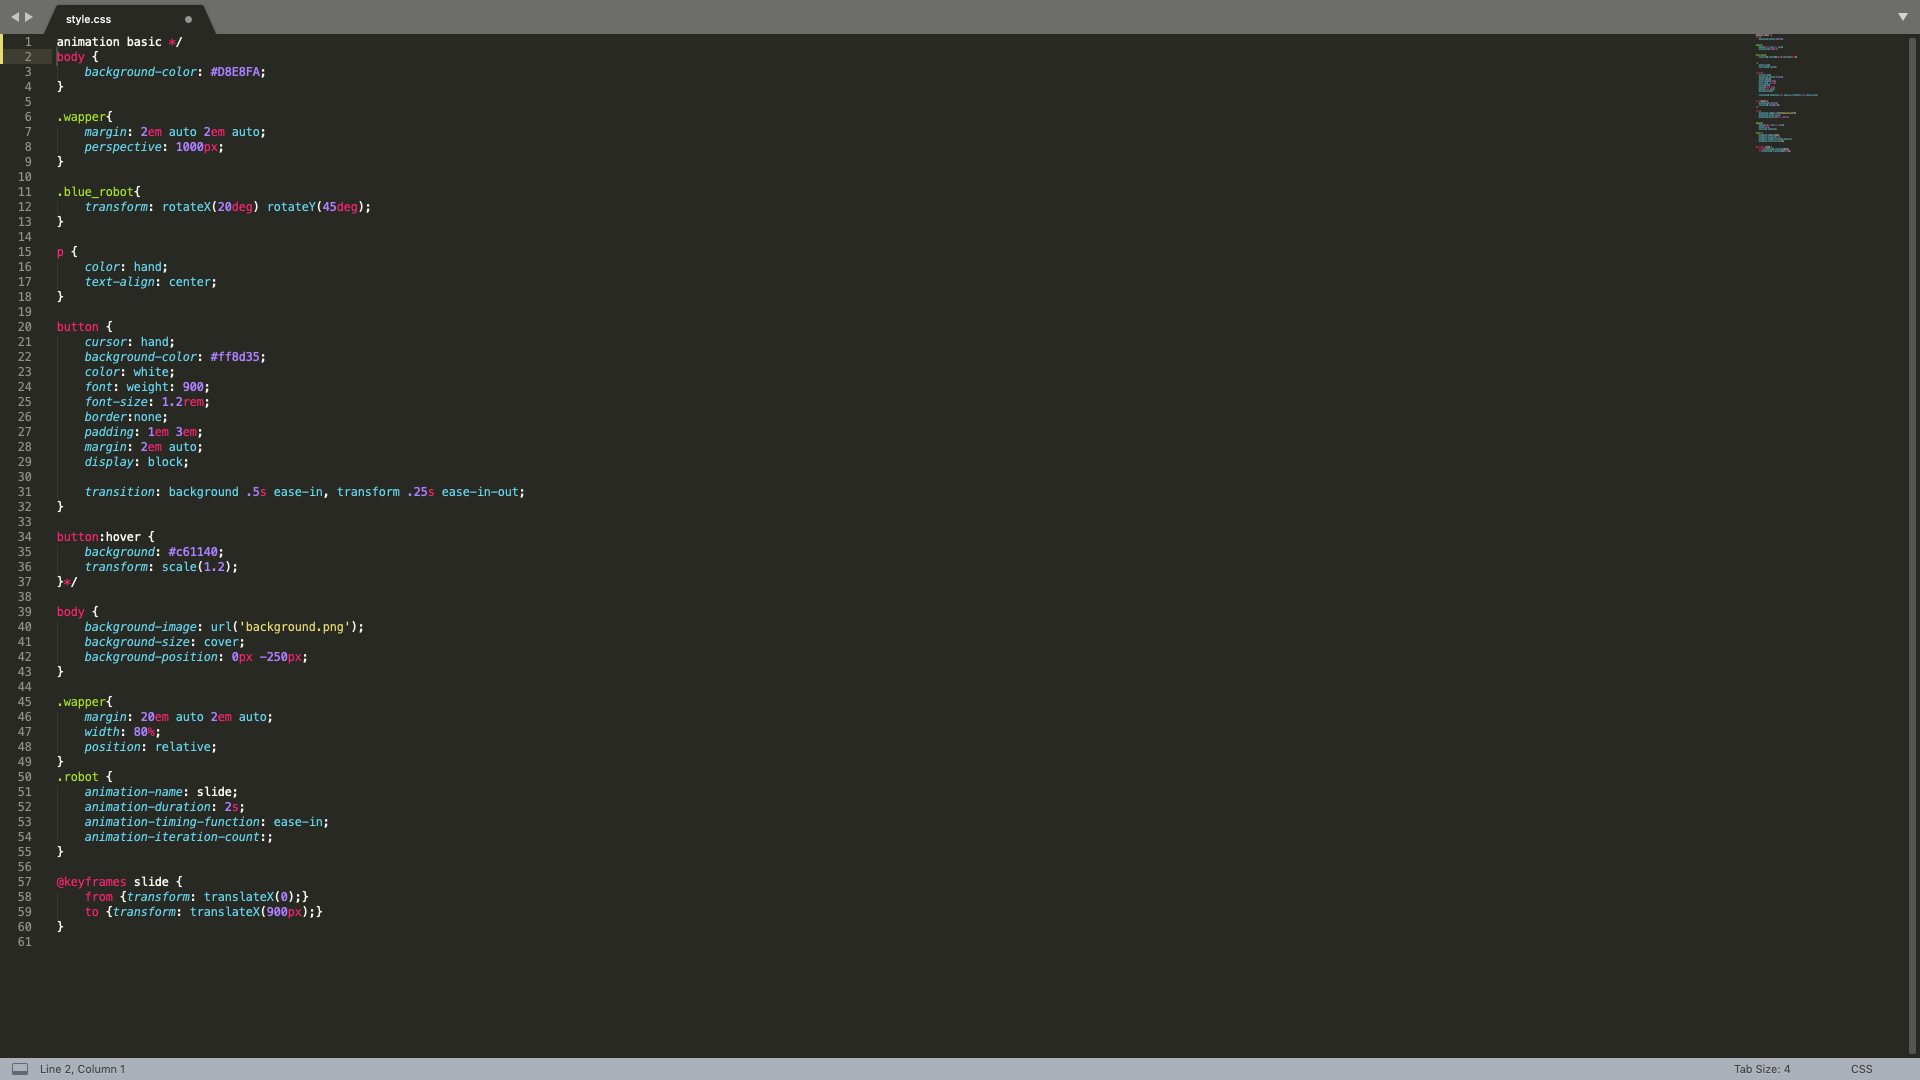 style.css
1 animation basic */
2 body {
3 background-color: #D8E8FA;
4 }
5
6 .wapper{
7 margin: 2em auto 2em auto;
8 perspective: 1000px;
9 }
10
11 .blue_robot{
12 transform: rotateX(20deg) rotateY(45deg);
13 }
14
15 p {
16 color: hand;
17 text-align: center;
18 }
19
20 button {
21 cursor: hand;
22 background-color: #ff8d35;
23 color: white;
24 font: weight: 900;
25 font-size: 1.2rem;
26 border:none;
27 padding: 1em 3em;
28 margin: 2em auto;
29 display: block;
30
31 transition: background .5s ease-in, transform .25s ease-in-out;
32 }
33
34 button:hover {
35 background: #c61140;
36 transform: scale(1.2);
37 }*/
38
39 body {
40 background-image: url('background.png');
41 background-size: cover;
42 background-position: 0px -250px;
43 }
44
45 .wapper{
46 margin: 20em auto 2em auto;
47 width: 80%;
48 position: relative;
49 }
50 .robot {
51 animation-name: slide;
52 animation-duration: 2s;
53 animation-timing-function: ease-in;
54 animation-iteration-count:;
55 }
56
57 @keyframes slide {
58 from {transform: translateX(0);}
59 to {transform: translateX(900px);}
60 }
61
Line 2, Column 1
Tab Size: 4
CSS